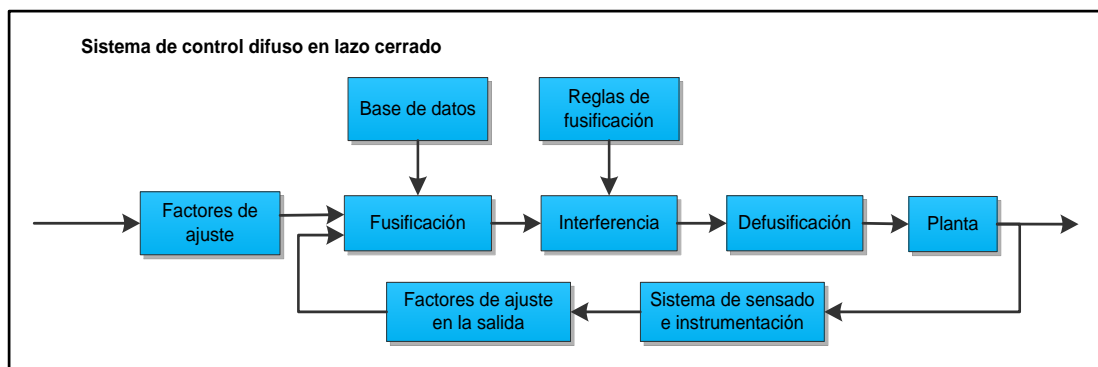 Sistema de control difuso en lazo cerrado
Base de datos
Reglas de
fusificación
Factores de
ajuste
Fusificación
Interferencia
Defusificación
Planta
Factores de ajuste
en la salida
Sistema de sensado
e instrumentación